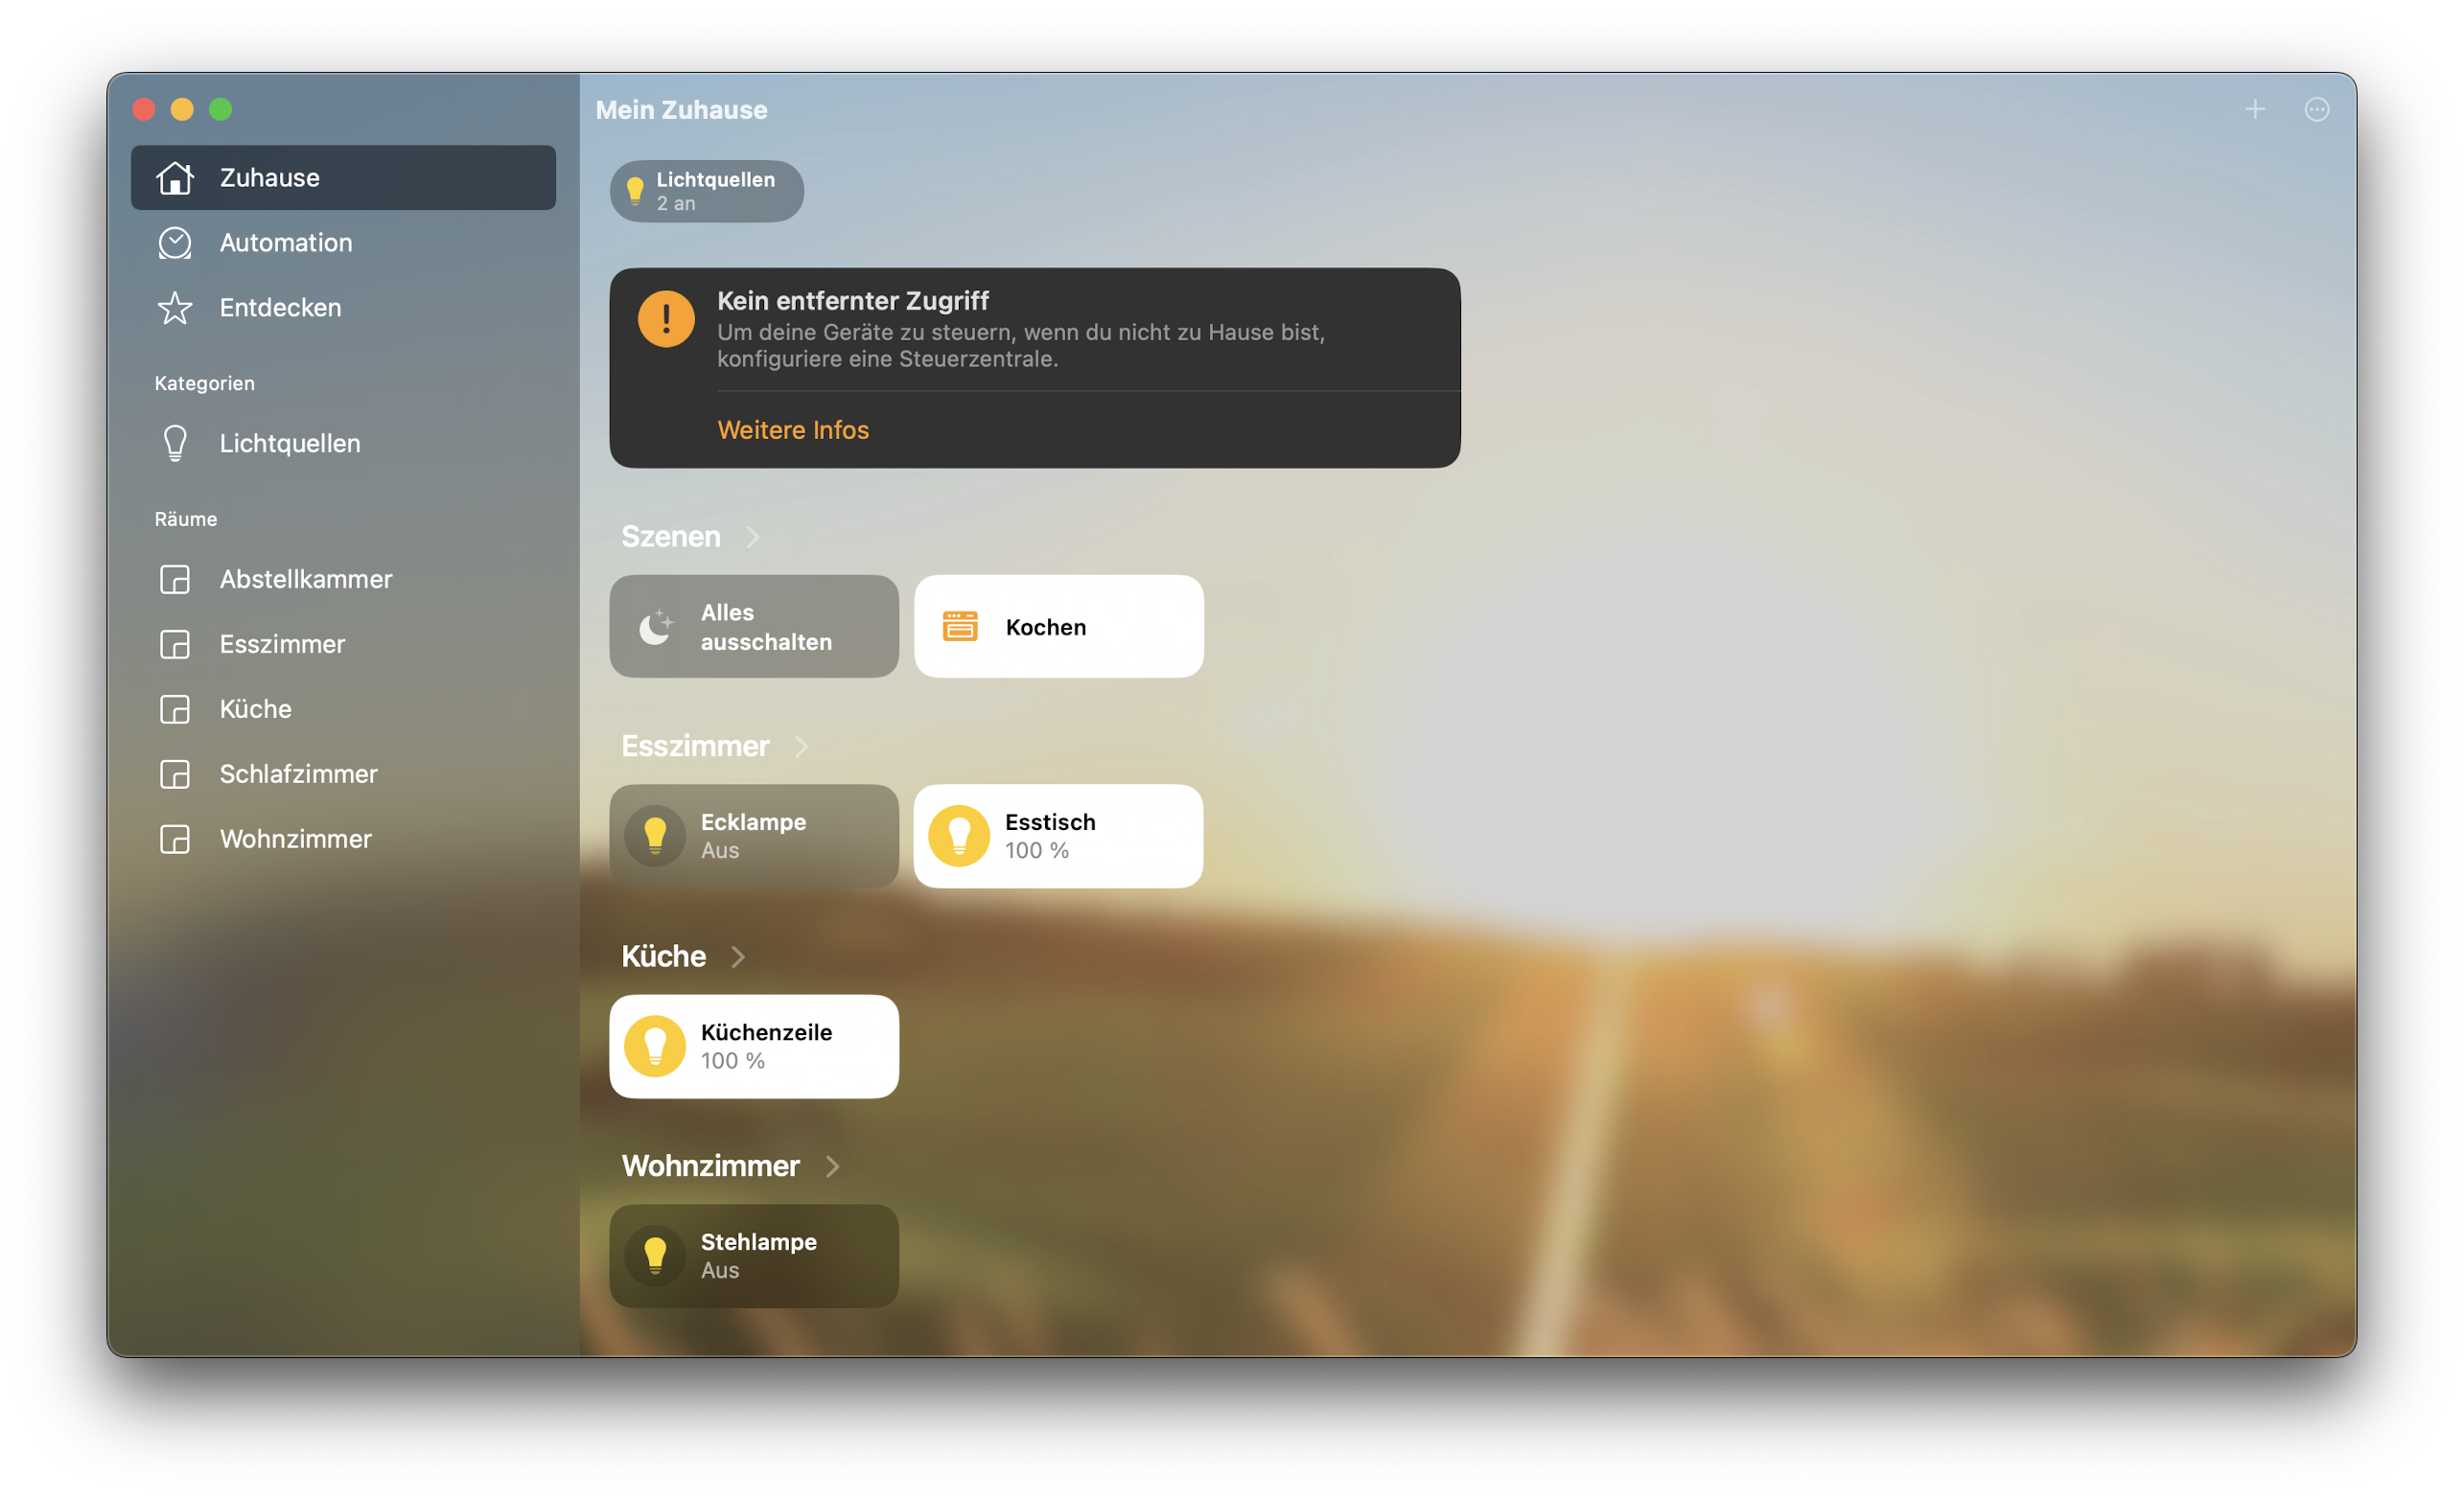 Zuhause
Automation
Entdecken
Kategorien
Lichtquellen
Räume
Abstellkammer
Esszimmer
Küche
Schlafzimmer
Wohnzimmer
Mein Zuhause
Lichtquellen
2 an
Kein entfernter Zugriff
Um deine Geräte zu steuern, wenn du nicht zu Hause bist,
konfiguriere eine Steuerzentrale.
Weitere Infos
Szenen
Alles
ausschalten
Kochen
Esszimmer
Ecklampe
Aus
Esstisch
100 %
Küche
Küchenzeile
100 %
Wohnzimmer
Stehlampe
Aus